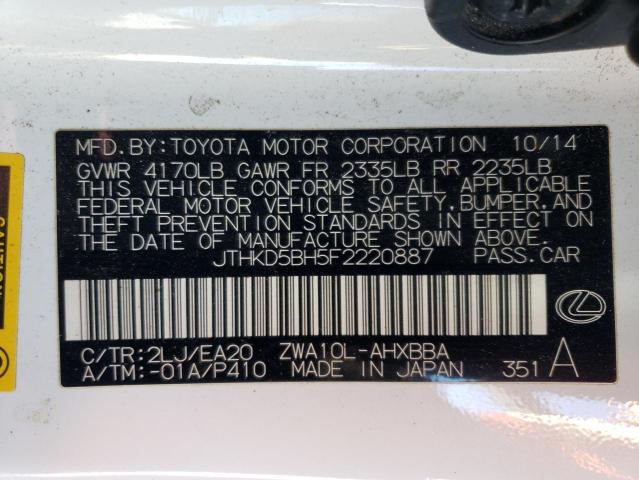 MFD.BY:TOYOTA MOTOR CORPORATION 10/14
GVWR 4170LB GAWR FR 2335LB RR 2235LB
THIS VEHICLE CONFORMS TO ALL APPLICABLE
FEDERAL MOTOR VEHICLE SAFETY,BUMPER,AND
THEFT PREVENTION STANDARDS IN EFFECT ON
THE DATE OF MANUFACTURE SHOWN ABOVE.
JTHKD5BH5F2220887 PASS.CAR
C/TR:2LJ/EA20 ZWA10L-AHXBBA
A/TM:-01A/P410 MADE IN JAPAN 351 A
CAUTION